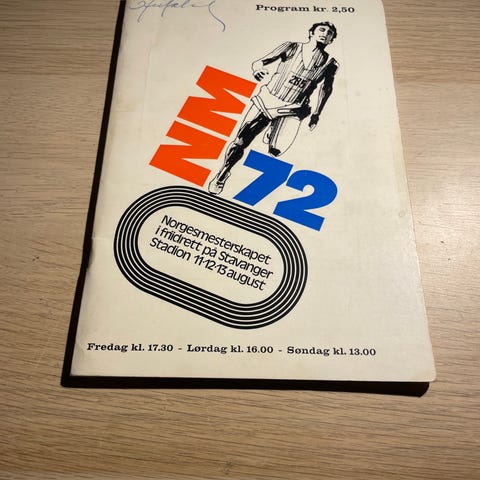 Program kr. 2,50
286
NM
72
Norgesmesterskapet
i friidrett på Stavanger
Stadion 11-12-13 august
Fredag kl. 17.30 - Lørdag kl. 16.00 - Søndag kl. 13.00